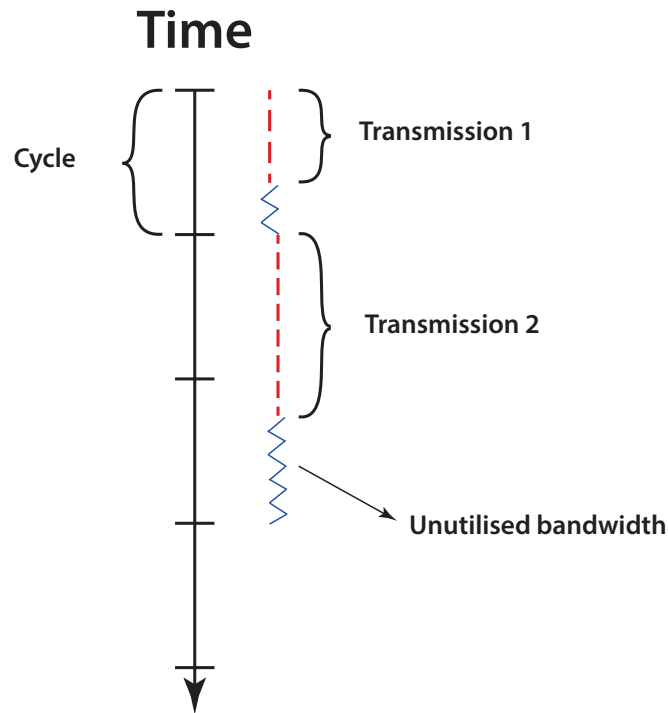 Time
Transmission 1
Cycle
Transmission 2
Unutilised bandwidth